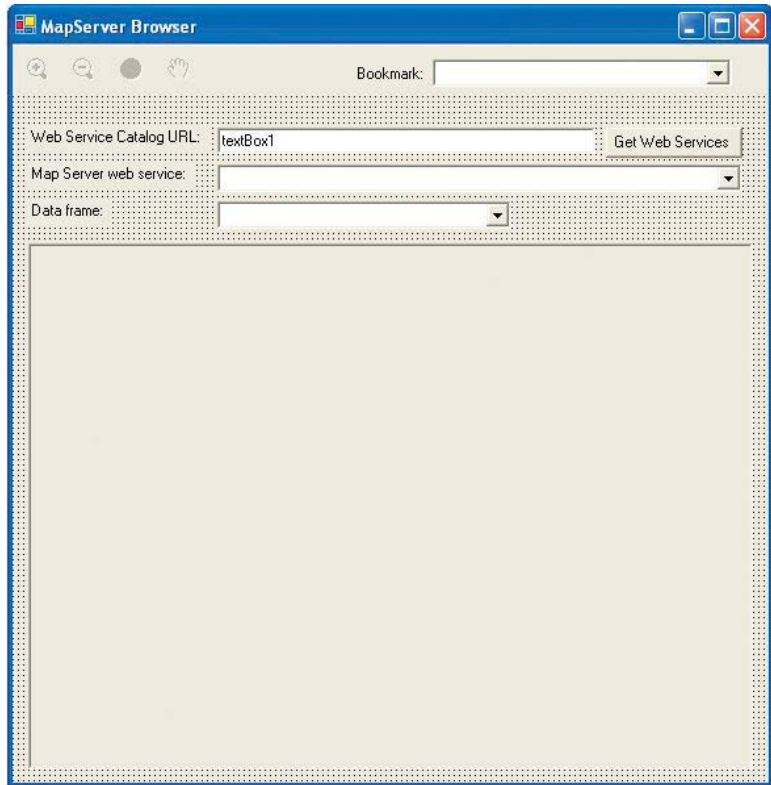 MapServer Browser
Bookmark:
Web Service Catalog URL: textBox1 Get Web Services
Map Server web service:
Data frame: